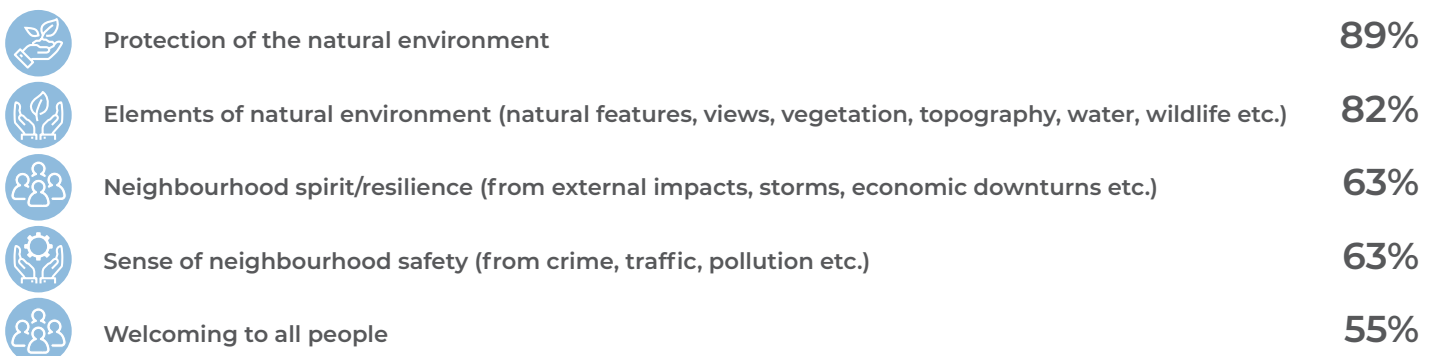 Protection of the natural environment 89%
Elements of natural environment (natural features, views, vegetation, topography, water, wildlife etc.) 82%
Neighbourhood spirit/resilience (from external impacts, storms, economic downturns etc.) 63%
Sense of neighbourhood safety (from crime, traffic, pollution etc.) 63%
Welcoming to all people 55%